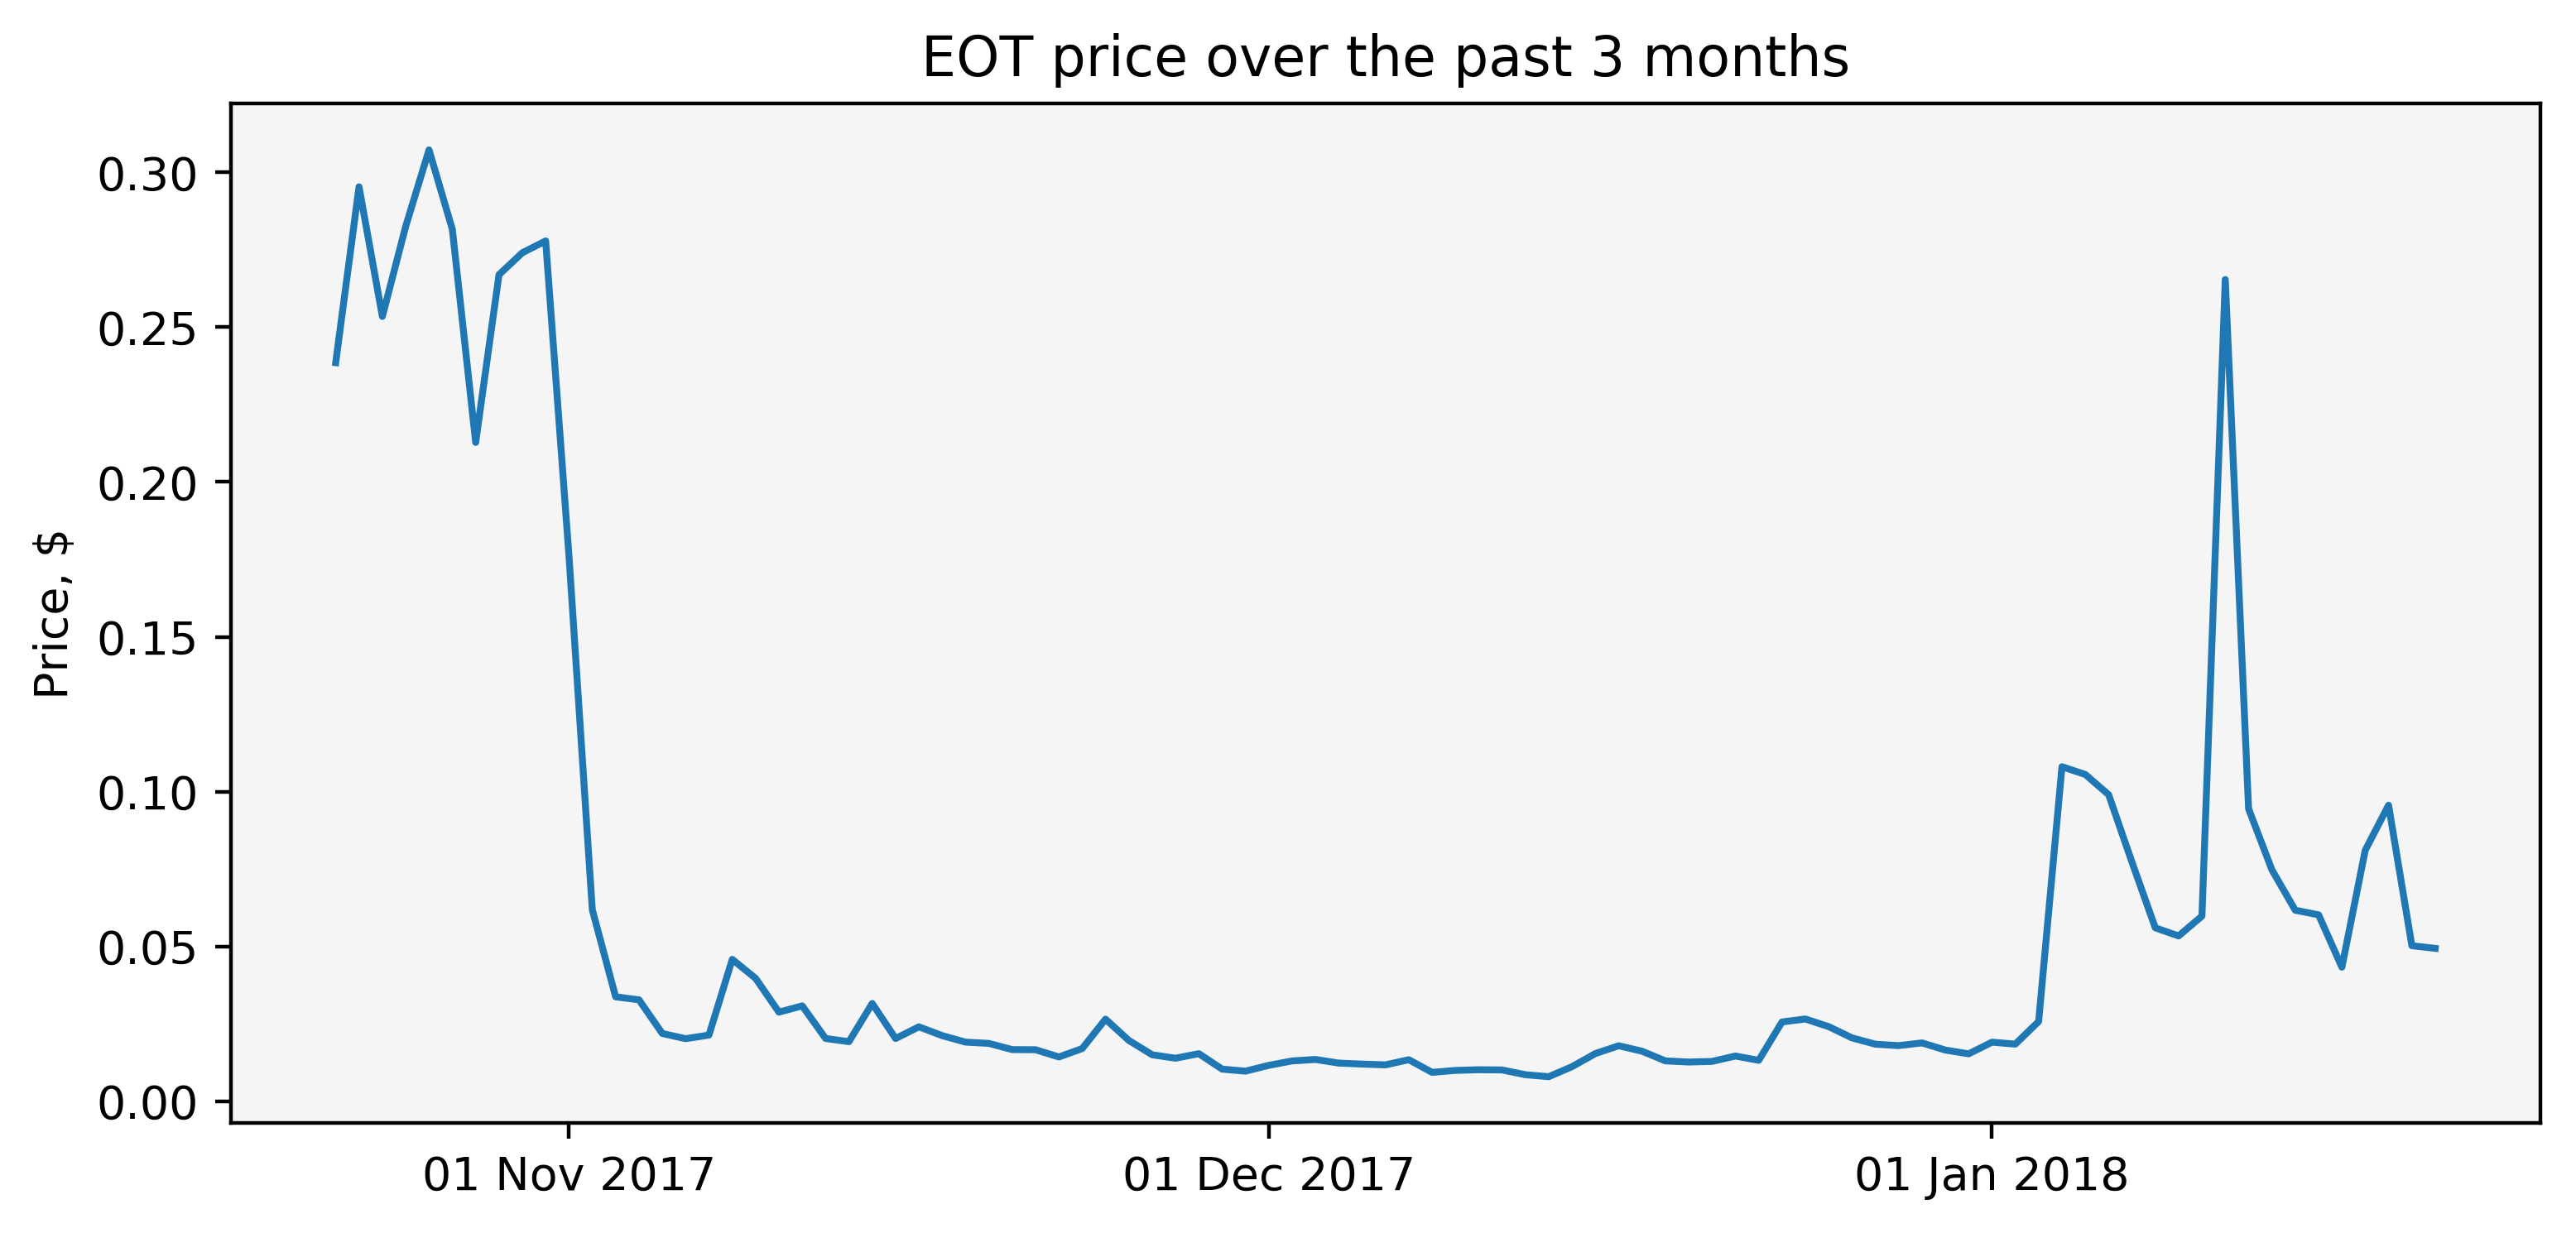 EOT price over the past 3 months
Price, $
0.30
0.25
0.20
0.15
0.10
0.05
0.00
01 Nov 2017
01 Dec 2017
01 Jan 2018